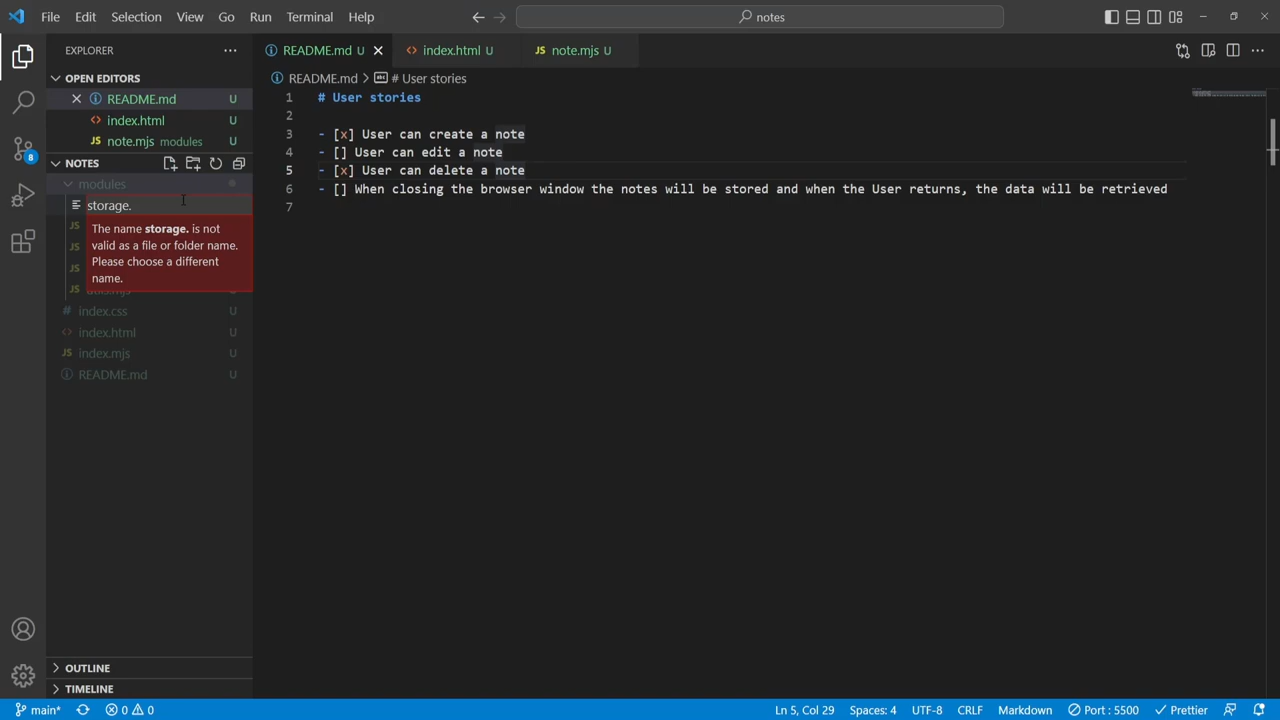 File Edit Selection View Go Run Terminal Help
notes
EXPLORER
OPEN EDITORS
README.md U
index.html U
note.mjs modules U
NOTES
modules
storage.
The name storage. is not
valid as a file or folder name.
Please choose a different
name.
utils.mjs U
index.css U
index.html U
index.mjs U
README.md U
OUTLINE
TIMELINE
README.md U index.html U note.mjs U
README.md > # User stories
1 # User stories
2
3 - [x] User can create a note
4 - [] User can edit a note
5 - [x] User can delete a note
6 - [] When closing the browser window the notes will be stored and when the User returns, the data will be retrieved
7
8
main* 0 0 Ln 5, Col 29 Spaces: 4 UTF-8 CRLF Markdown Port : 5500 Prettier